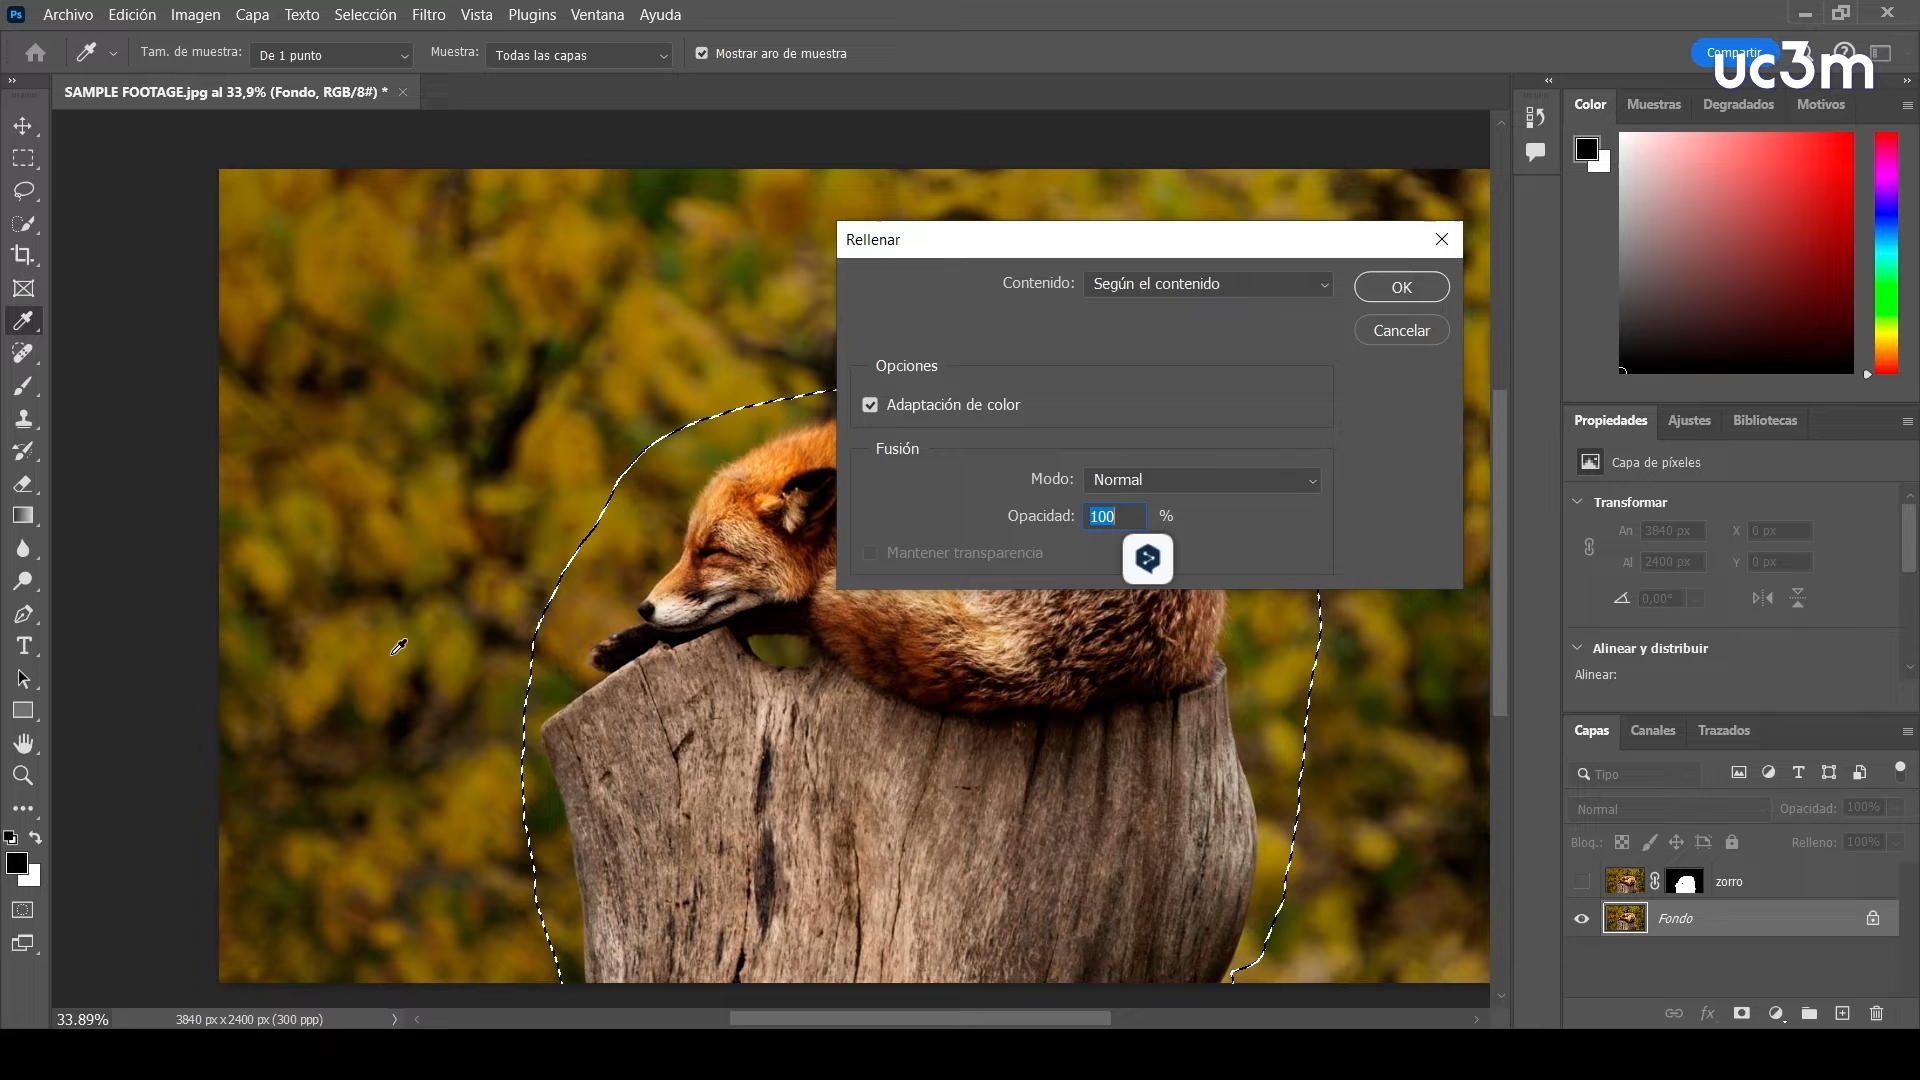 Ps Archivo Edición Imagen Capa Texto Selección Filtro Vista Plugins Ventana Ayuda
Tam. de muestra: De 1 punto Muestra: Todas las capas Mostrar aro de muestra Compartir
uc3m
SAMPLE FOOTAGE.jpg al 33,9% (Fondo, RGB/8#) *
Color Muestras Degradados Motivos
Rellenar
Contenido: Según el contenido OK
Cancelar
Opciones
Adaptación de color
Fusión
Modo: Normal
Opacidad: 100 %
Mantener transparencia
Propiedades Ajustes Bibliotecas
Capa de píxeles
Transformar
An 3840 px X 0 px
Al 2400 px Y 0 px
0,00°
Alinear y distribuir
Alinear:
Capas Canales Trazados
Tipo
Normal Opacidad: 100%
Bloq.: Relleno: 100%
zorro
Fondo
fx
33.89% 3840 px x 2400 px (300 ppp)